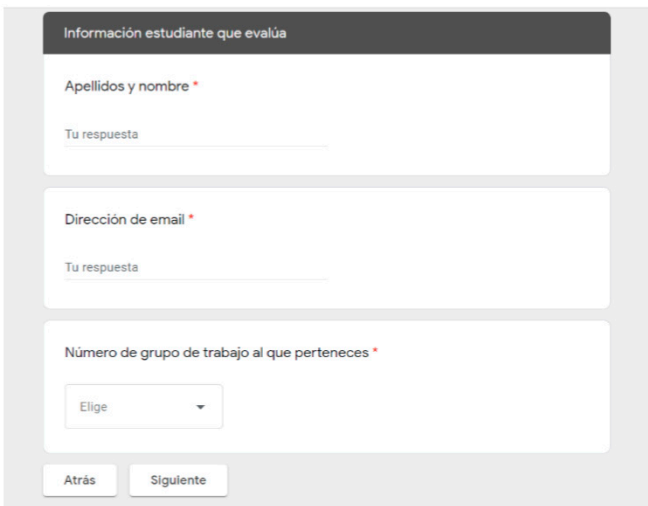 Información estudiante que evalúa
Apellidos y nombre *
Tu respuesta
Dirección de email *
Tu respuesta
Número de grupo de trabajo al que perteneces *
Elige
Atrás
Siguiente